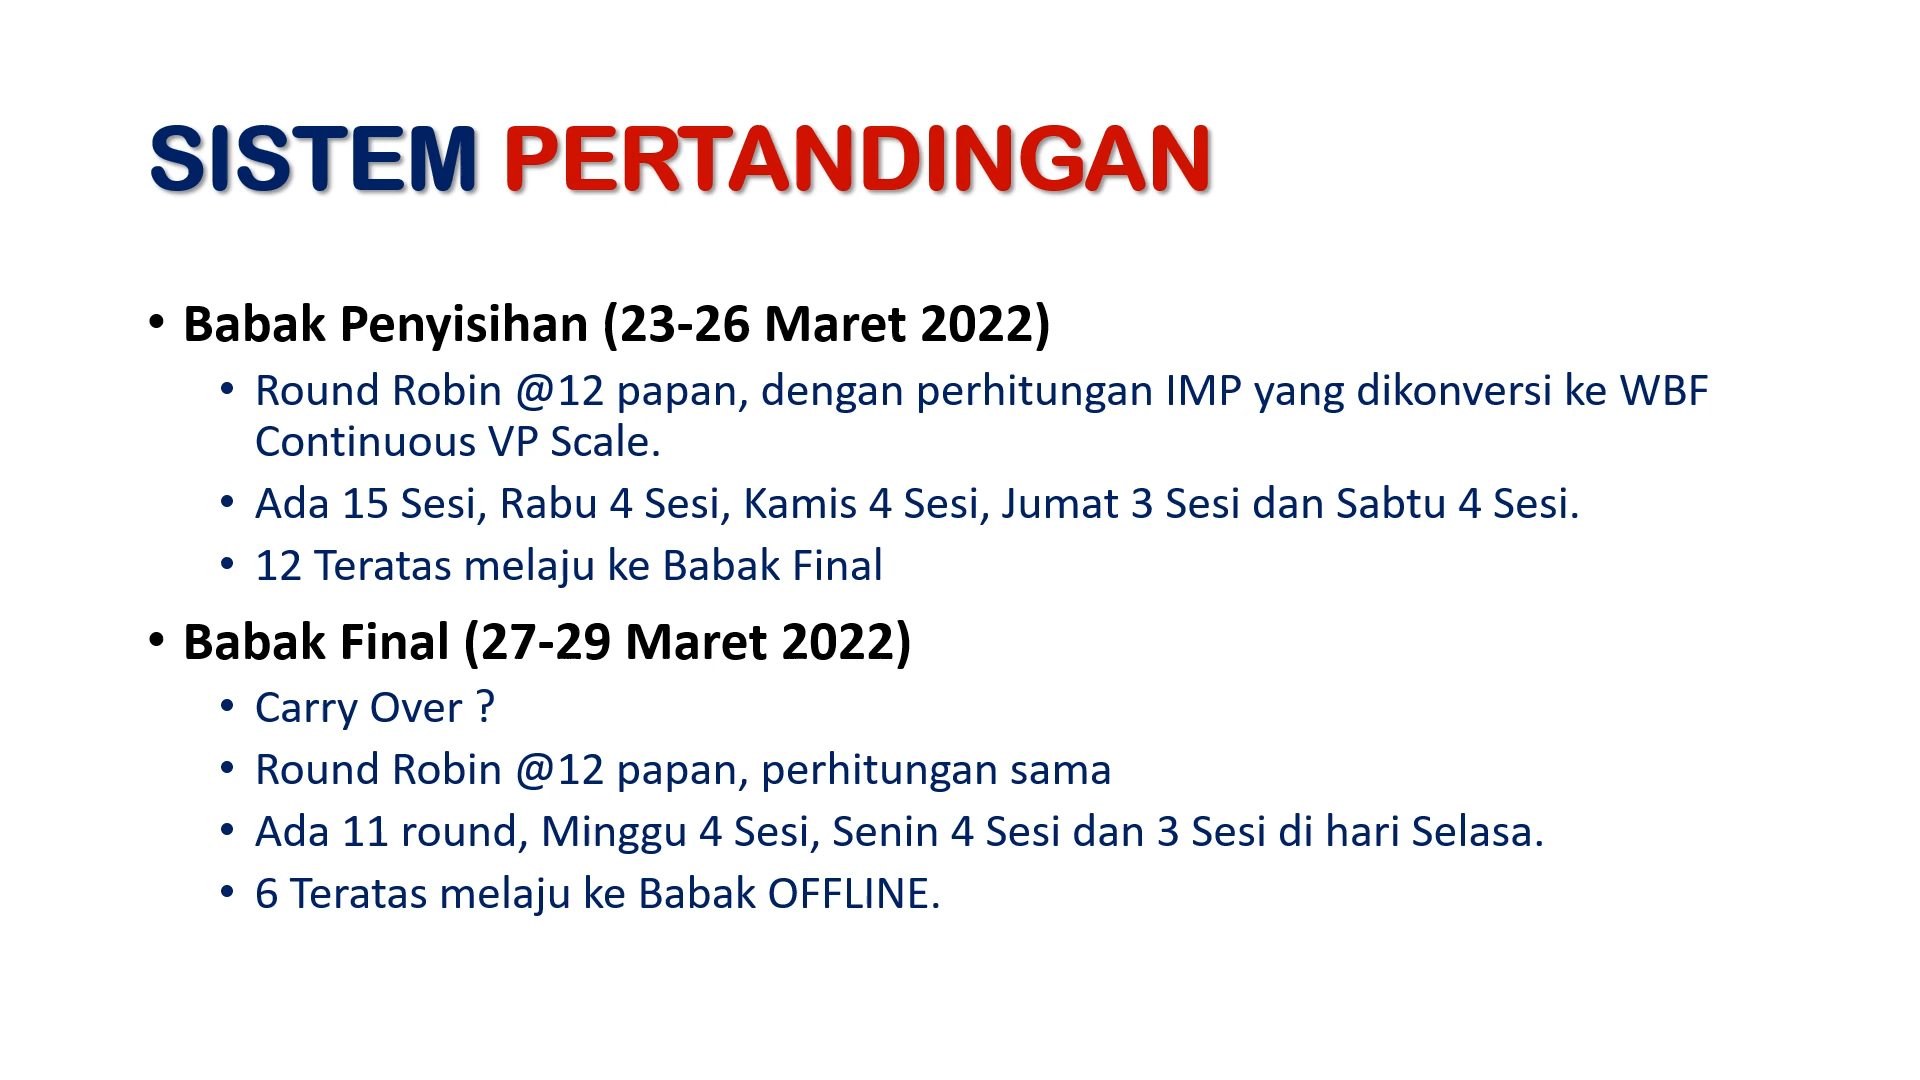 SISTEM PERTANDINGAN
• Babak Penyisihan (23-26 Maret 2022)
• Round Robin @12 papan, dengan perhitungan IMP yang dikonversi ke WBF
Continuous VP Scale.
• Ada 15 Sesi, Rabu 4 Sesi, Kamis 4 Sesi, Jumat 3 Sesi dan Sabtu 4 Sesi.
• 12 Teratas melaju ke Babak Final
• Babak Final (27-29 Maret 2022)
• Carry Over ?
• Round Robin @12 papan, perhitungan sama
• Ada 11 round, Minggu 4 Sesi, Senin 4 Sesi dan 3 Sesi di hari Selasa.
• 6 Teratas melaju ke Babak OFFLINE.